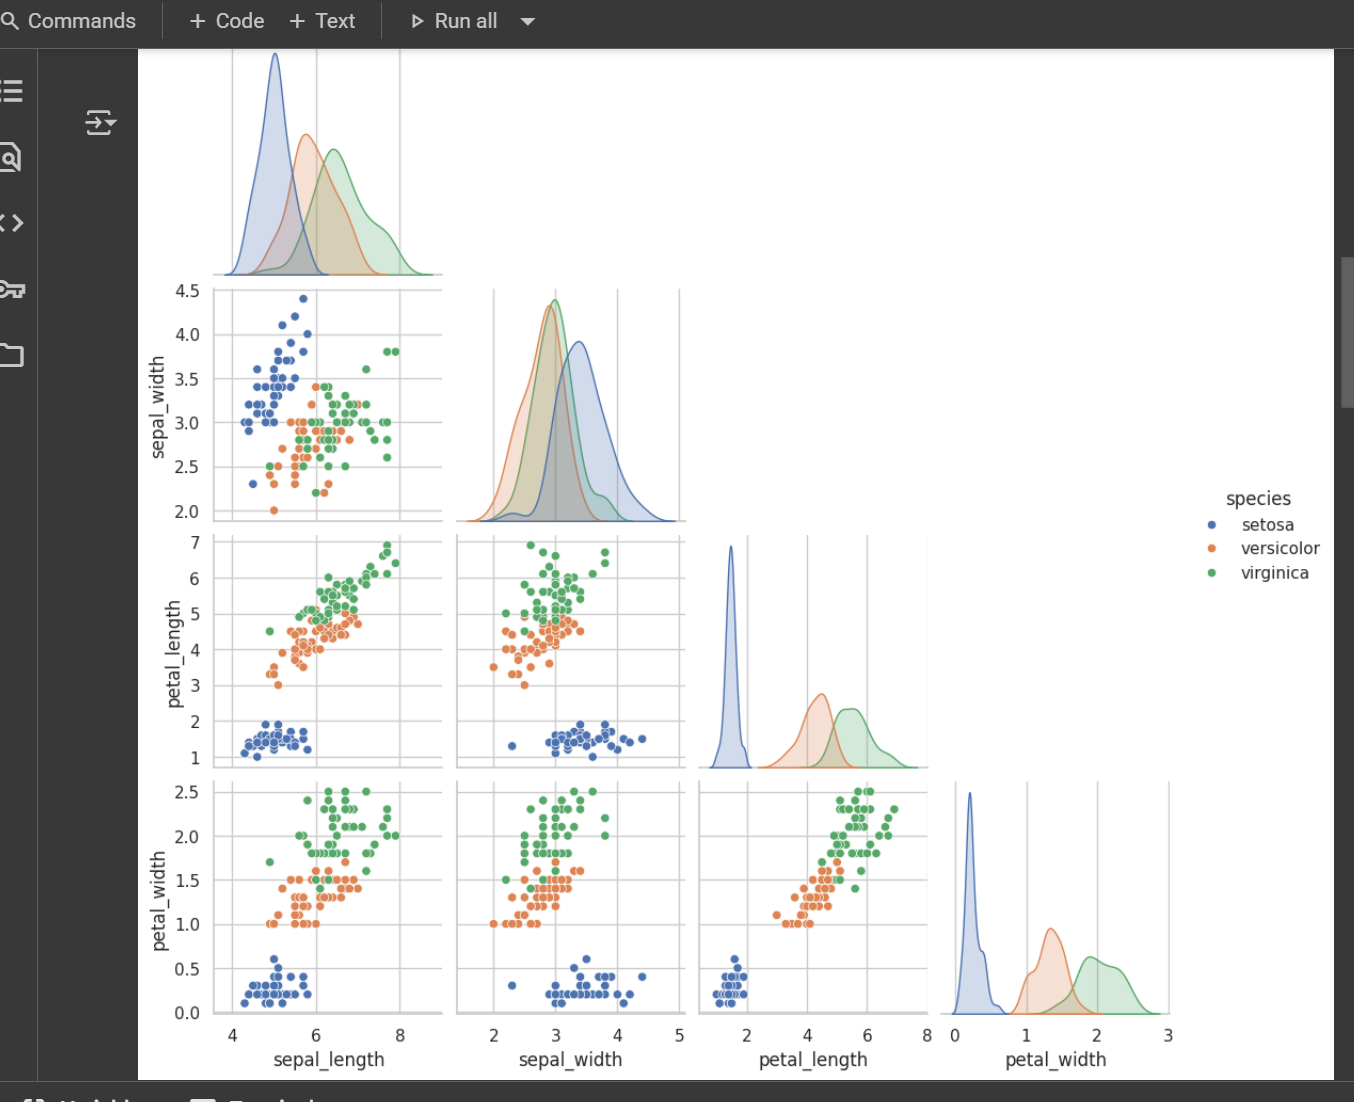 Commands + Code + Text Run all
4.5
4.0
3.5
3.0
2.5
2.0
sepal_width
species
setosa
versicolor
virginica
7
6
5
4
3
2
1
petal_length
2.5
2.0
1.5
1.0
0.5
0.0
petal_width
4 6 8 2 3 4 5 2 4 6 8 0 1 2 3
sepal_length sepal_width petal_length petal_width